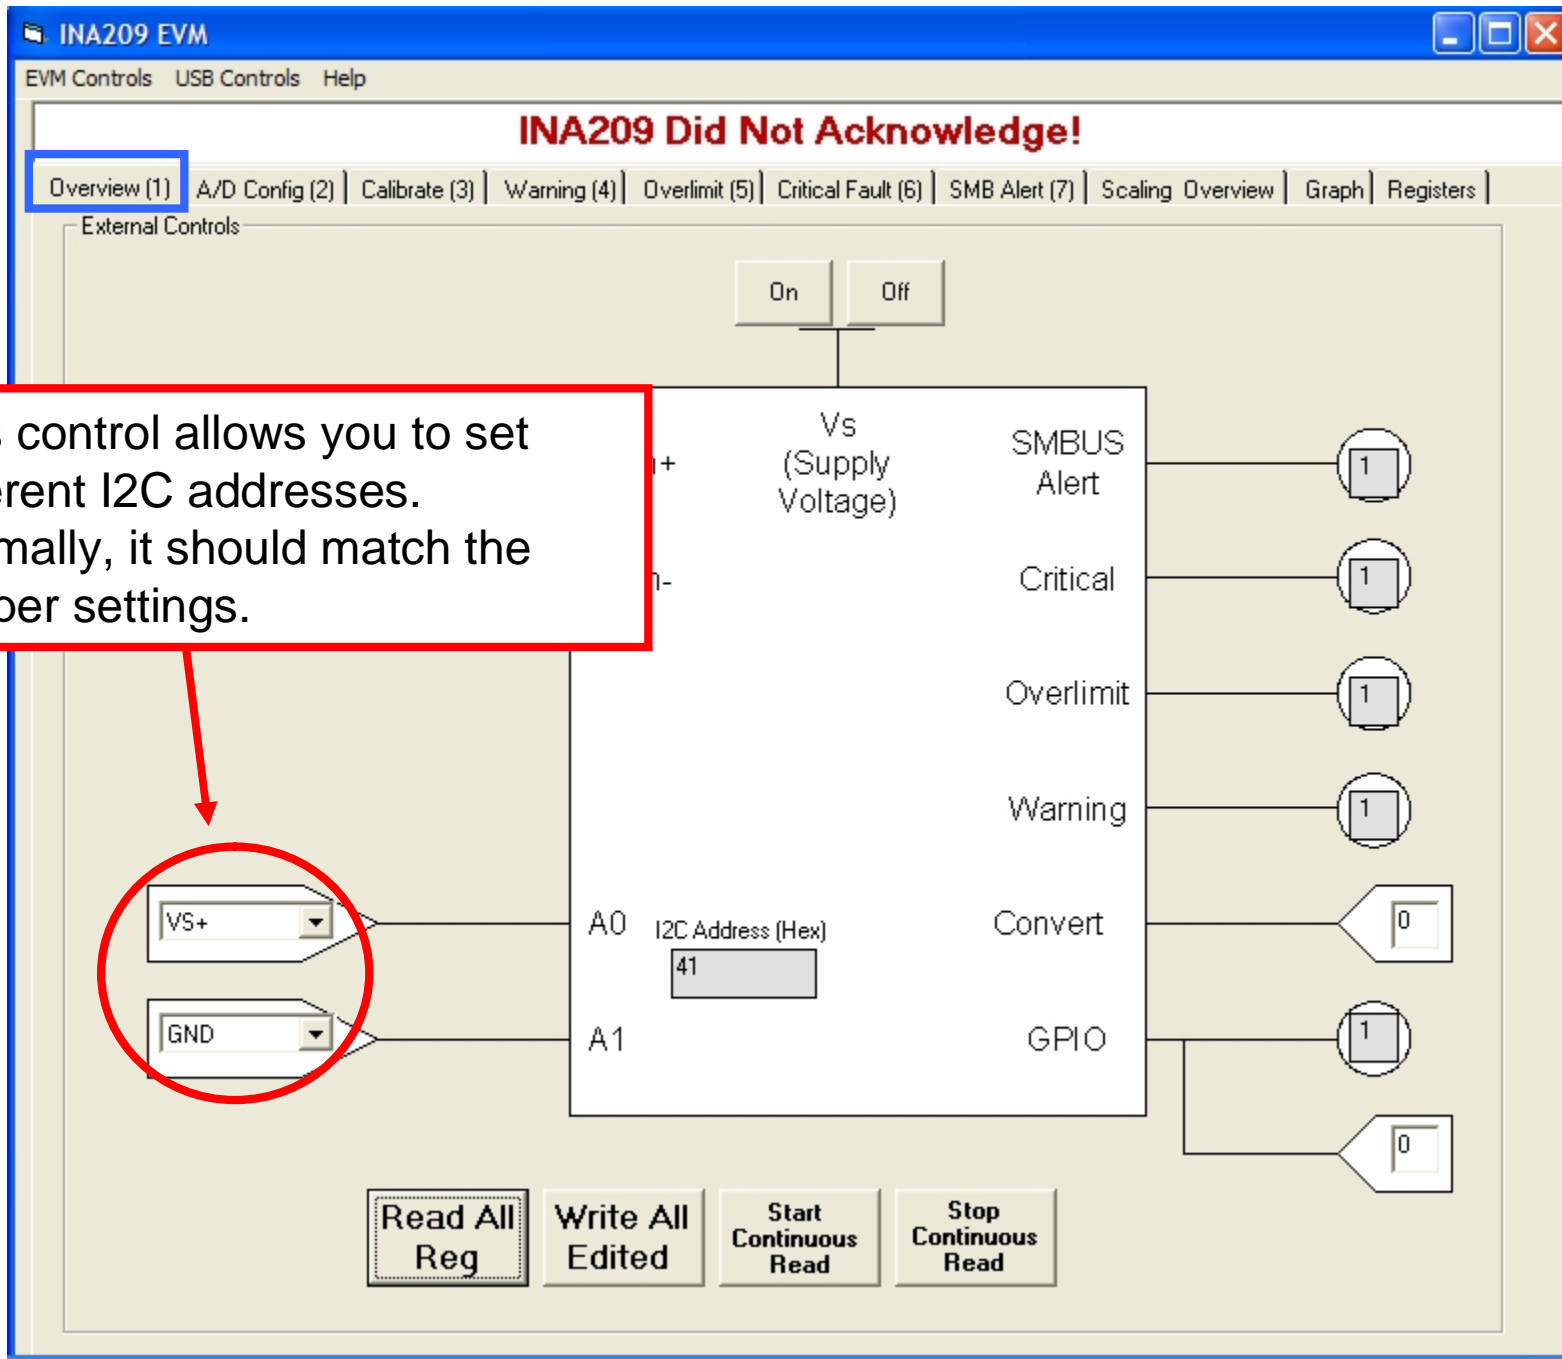 INA209 EVM
EVM Controls USB Controls Help
INA209 Did Not Acknowledge!
Overview (1) A/D Config (2) Calibrate (3) Warning (4) Overlimit (5) Critical Fault (6) SMB Alert (7) Scaling Overview Graph Registers
External Controls
On Off
control allows you to set
I2C addresses.
it should match the
settings.
Vs
(Supply
Voltage)
SMBUS
Alert
1
Critical
1
Overlimit
1
Warning
1
VS+
A0
I2C Address (Hex)
41
Convert
0
GND
A1
GPIO
1
0
Read All
Reg
Write All
Edited
Start
Continuous
Read
Stop
Continuous
Read